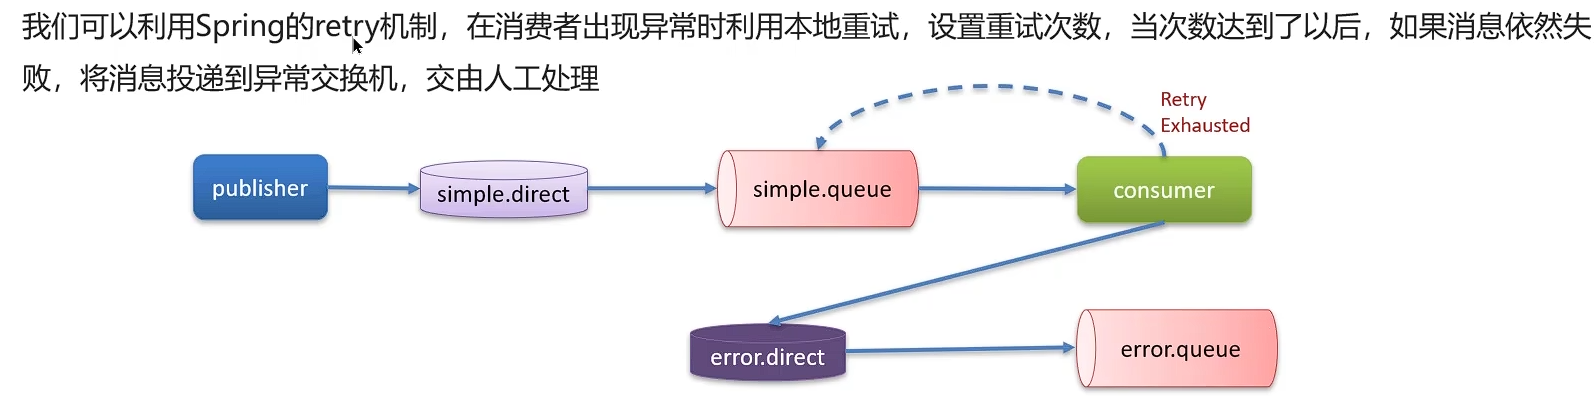 我们可以利用Spring的retry机制，在消费者出现异常时利用本地重试，设置重试次数，当次数达到了以后，如果消息依然失
败，将消息投递到异常交换机，交由人工处理
Retry
Exhausted
publisher
simple.direct
simple.queue
consumer
error.direct
error.queue